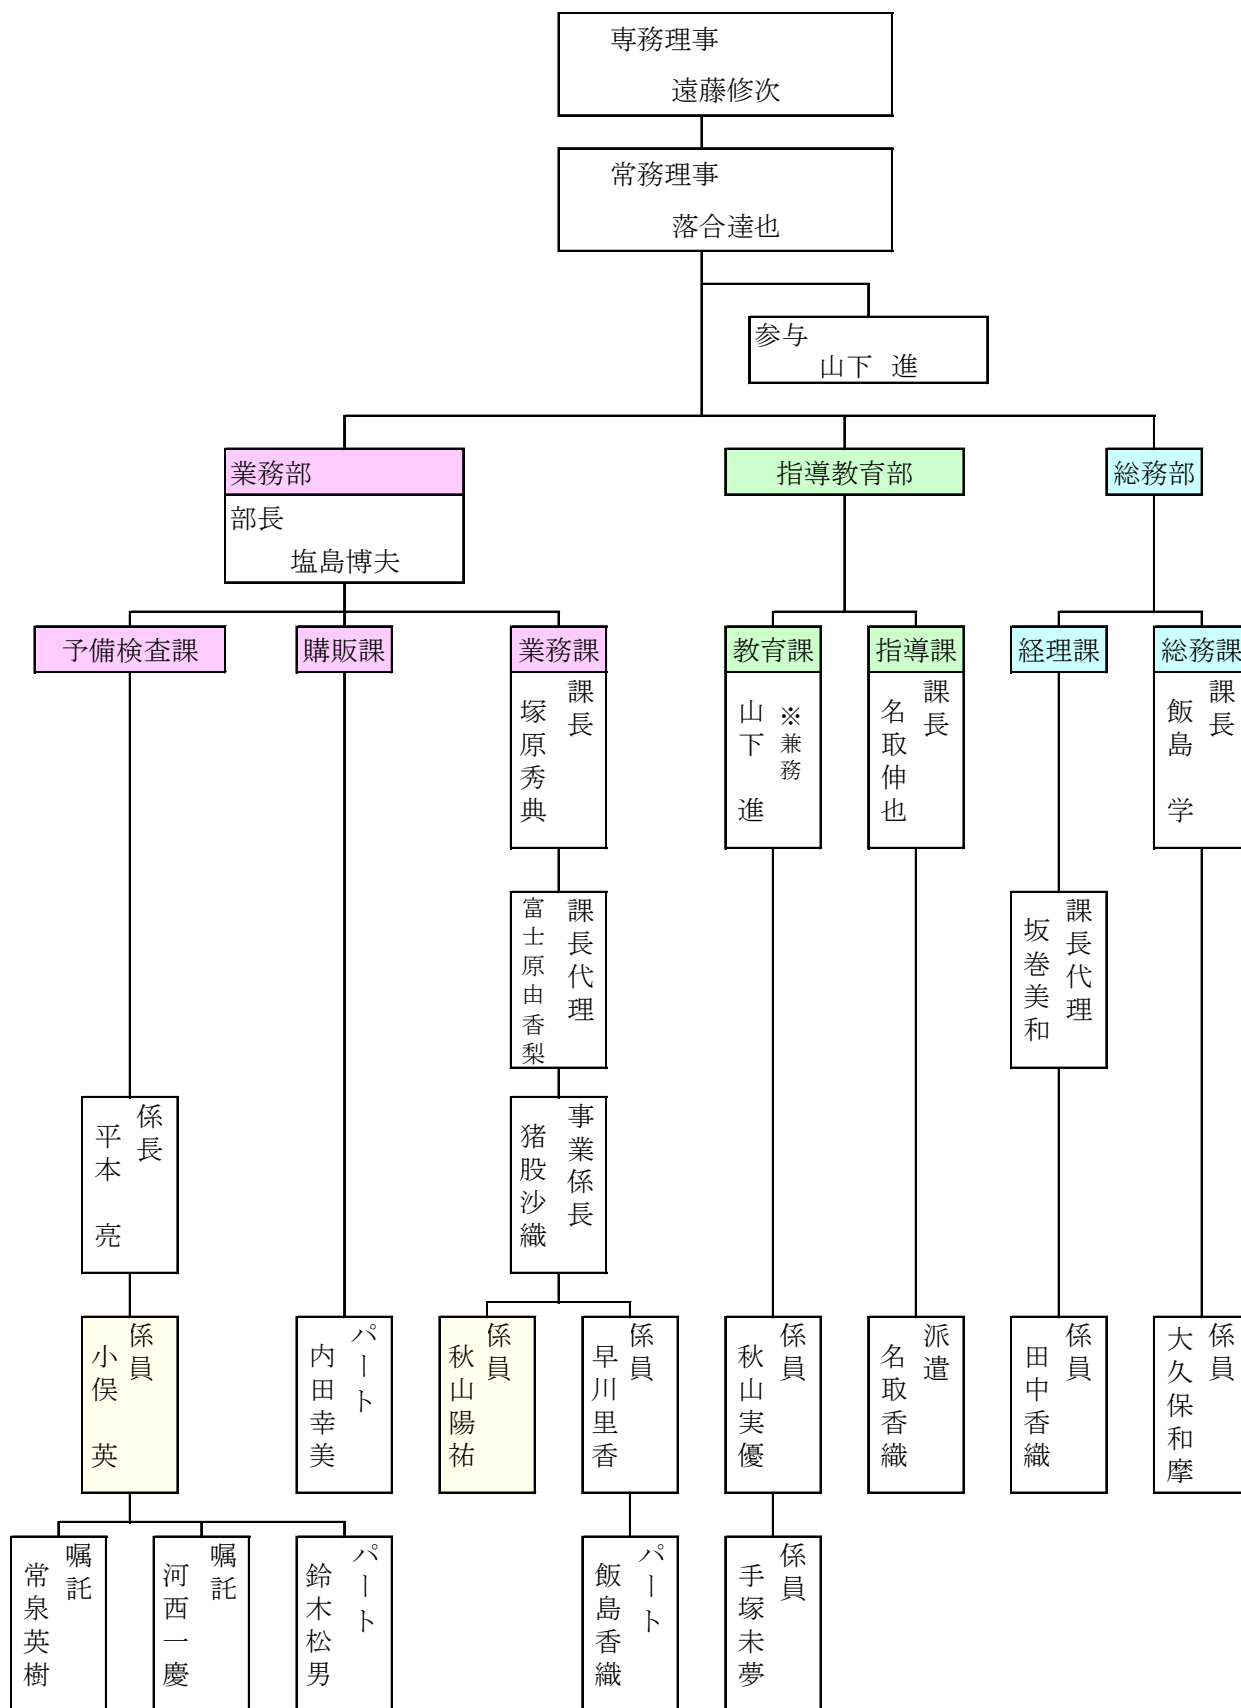 専務理事
遠藤修次
常務理事
落合達也
参与
山下 進
業務部
部長
塩島博夫
指導教育部
総務部
予備検査課
購販課
業務課
課長
塚原秀典
教育課
※兼務
山下 進
指導課
課長
名取伸也
経理課
総務課
課長
飯島 学
課長代理
富士原由香梨
課長代理
坂巻美和
係長
平本 亮
事業係長
猪股沙織
係員
小俣 英
パート
内田幸美
係員
秋山陽祐
係員
早川里香
係員
秋山実優
派遣
名取香織
係員
田中香織
係員
大久保和摩
嘱託
常泉英樹
嘱託
河西一慶
パート
鈴木松男
パート
飯島香織
係員
手塚未夢